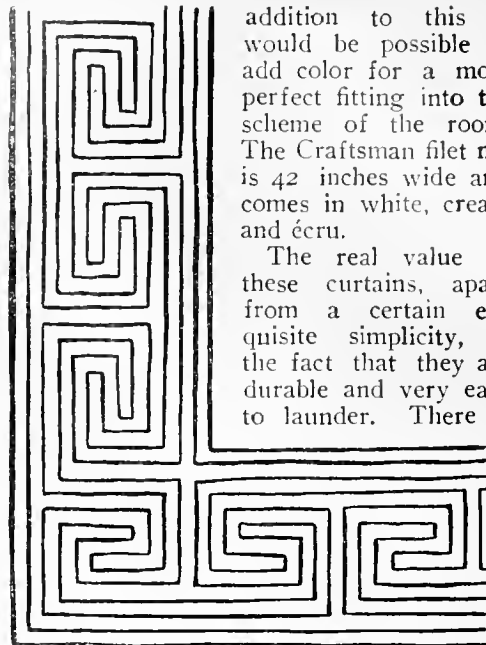 addition to this
would be possible
add color for a mo
perfect fitting into t
scheme of the roo
The Craftsman filet n
is 42 inches wide a
comes in white, crea
and écru.
The real value
these curtains, apa
from a certain e
quisite simplicity,
the fact that they a
durable and very ea
to launder. There